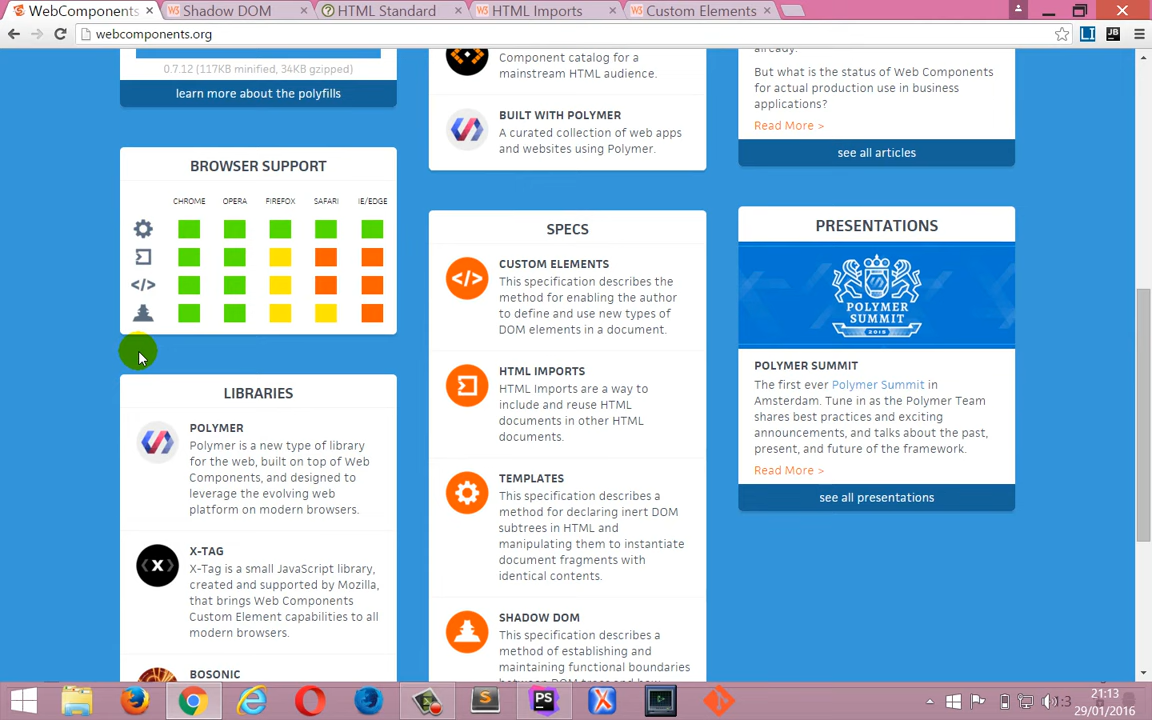 WebComponents
Shadow DOM
HTML Standard
HTML Imports
Custom Elements
webcomponents.org
LI
JB
0.7.12 (117KB minified, 34KB gzipped)
learn more about the polyfills
BROWSER SUPPORT
CHROME OPERA FIREFOX SAFARI IE/EDGE
</>
LIBRARIES
POLYMER
Polymer is a new type of library
for the web, built on top of Web
Components, and designed to
leverage the evolving web
platform on modern browsers.
X-TAG
X-Tag is a small JavaScript library,
created and supported by Mozilla,
that brings Web Components
Custom Element capabilities to all
modern browsers.
BOSONIC
Component catalog for a
mainstream HTML audience.
BUILT WITH POLYMER
A curated collection of web apps
and websites using Polymer.
SPECS
CUSTOM ELEMENTS
This specification describes the
method for enabling the author
to define and use new types of
DOM elements in a document.
HTML IMPORTS
HTML Imports are a way to
include and reuse HTML
documents in other HTML
documents.
TEMPLATES
This specification describes a
method for declaring inert DOM
subtrees in HTML and
manipulating them to instantiate
document fragments with
identical contents.
SHADOW DOM
This specification describes a
method of establishing and
maintaining functional boundaries
already.
But what is the status of Web Components
for actual production use in business
applications?
Read More >
see all articles
PRESENTATIONS
POLYMER
SUMMIT
2015
POLYMER SUMMIT
The first ever Polymer Summit in
Amsterdam. Tune in as the Polymer Team
shares best practices and exciting
announcements, and talks about the past,
present, and future of the framework.
Read More >
see all presentations
PS
21:13
29/01/2016